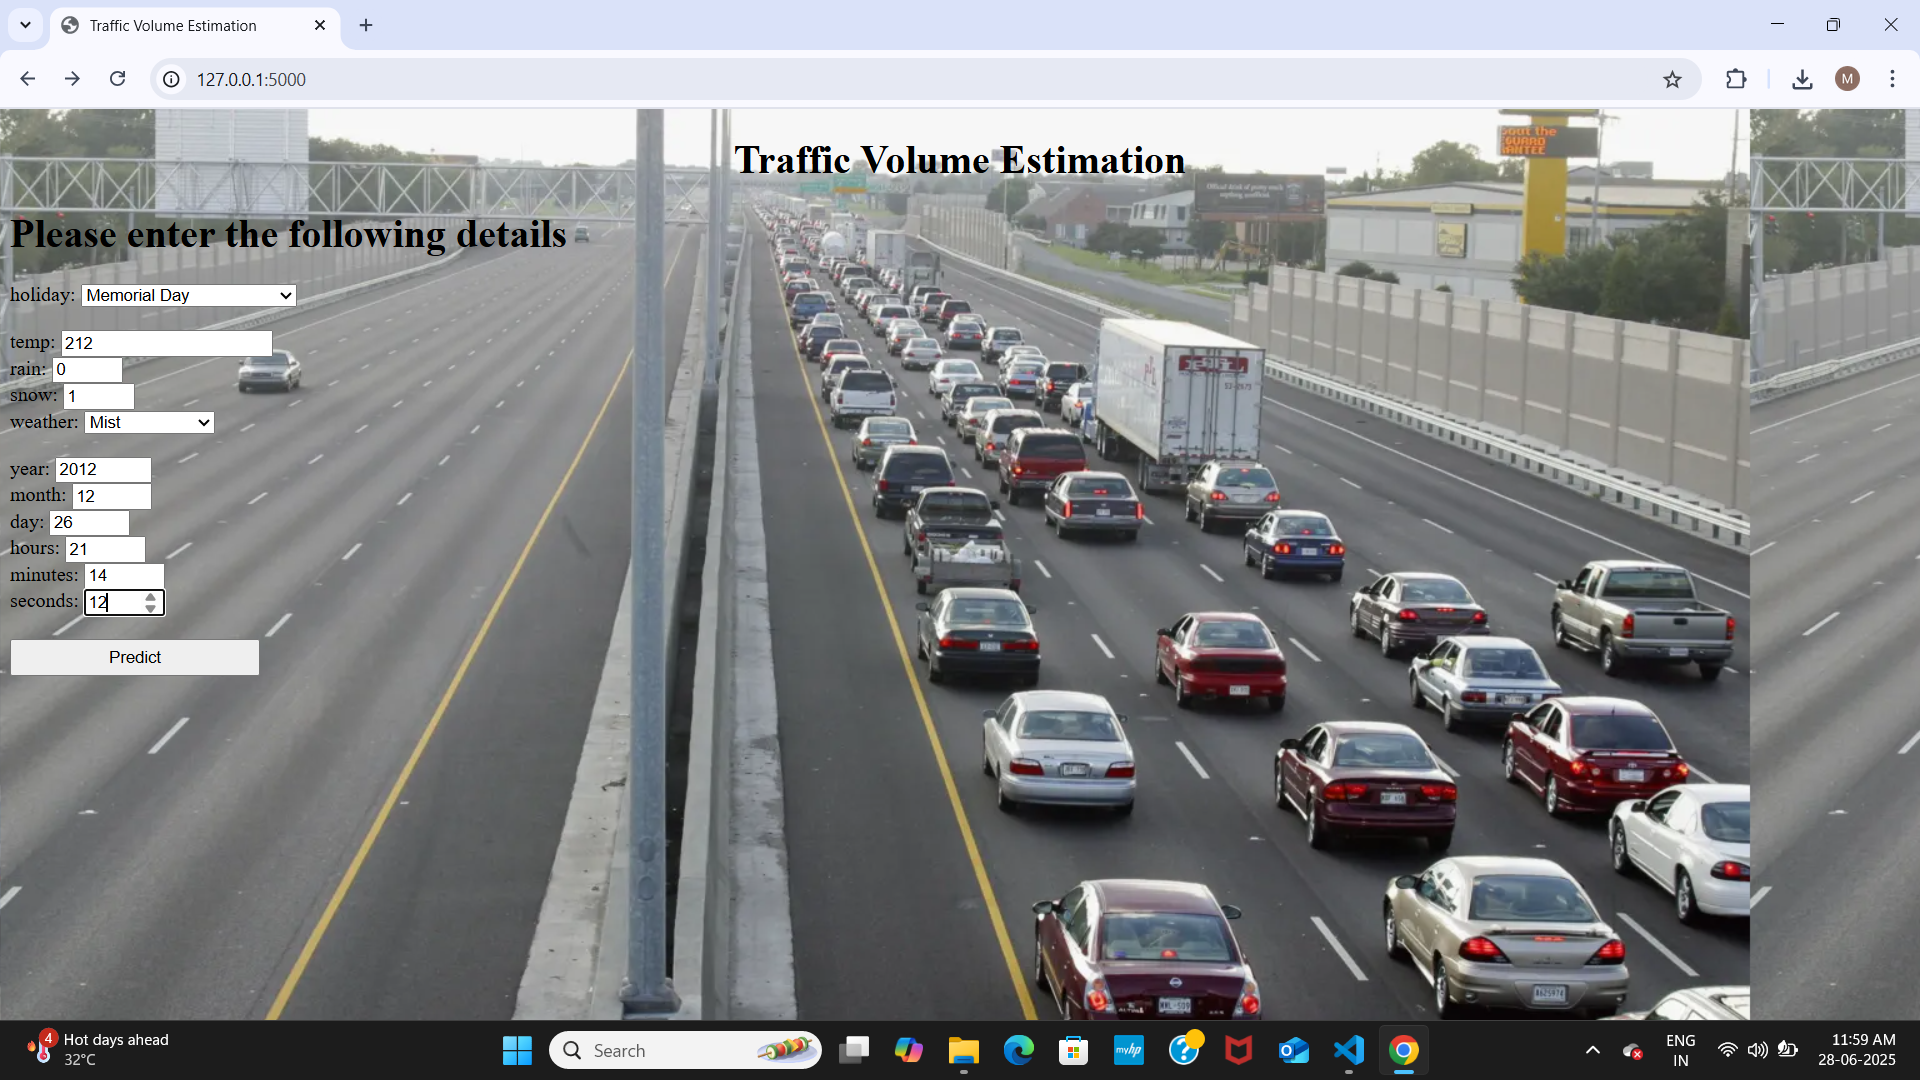 Traffic Volume Estimation
127.0.0.1:5000
M
Traffic Volume Estimation
Please enter the following details
holiday: Memorial Day
temp: 212
rain: 0
snow: 1
weather: Mist
year: 2012
month: 12
day: 26
hours: 21
minutes: 14
seconds: 12
Predict
4
Hot days ahead
32°C
Search
myhp
ENG
IN
11:59 AM
28-06-2025